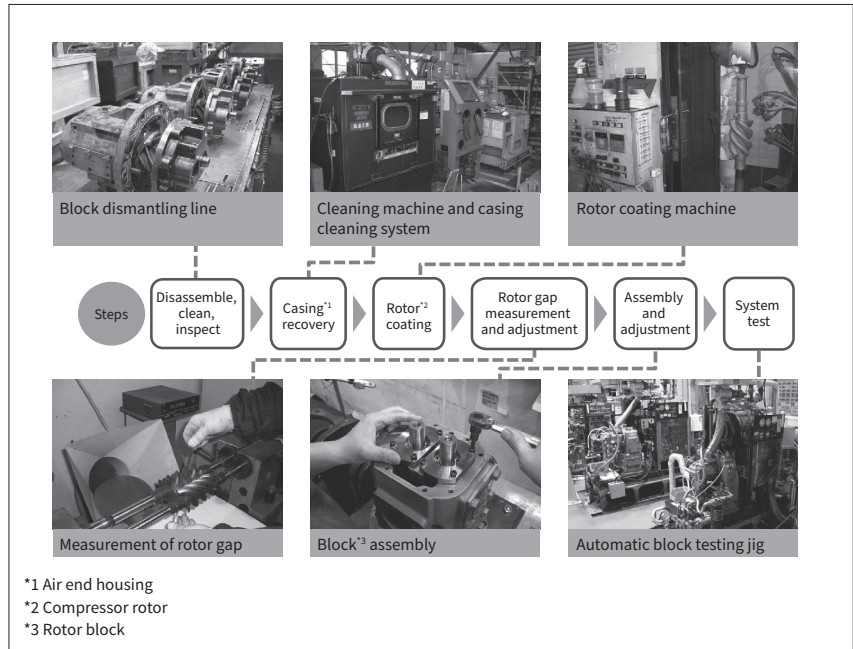 Block dismantling line
Cleaning machine and casing
cleaning system
Rotor coating machine
Steps
Disassemble,
clean,
inspect
Casing*1
recovery
Rotor*2
coating
Rotor gap
measurement
and adjustment
Assembly
and
adjustment
System
test
Measurement of rotor gap
Block*3 assembly
Automatic block testing jig
*1 Air end housing
*2 Compressor rotor
*3 Rotor block